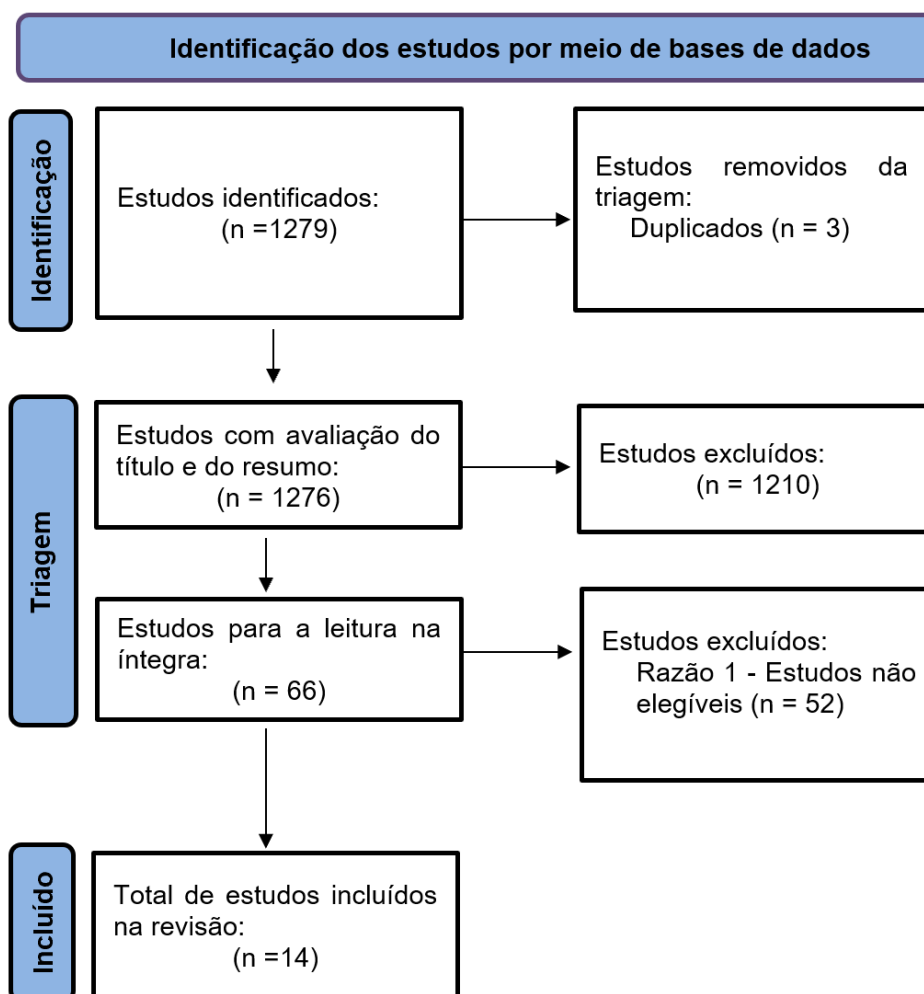 Identificação dos estudos por meio de bases de dados
Identificação
Estudos identificados:
(n =1279)
Estudos removidos da
triagem:
Duplicados (n = 3)
Triagem
Estudos com avaliação do
título e do resumo:
(n = 1276)
Estudos excluídos:
(n = 1210)
Estudos para a leitura na
íntegra:
(n = 66)
Estudos excluídos:
Razão 1 - Estudos não
elegíveis (n = 52)
Incluído
Total de estudos incluídos
na revisão:
(n =14)